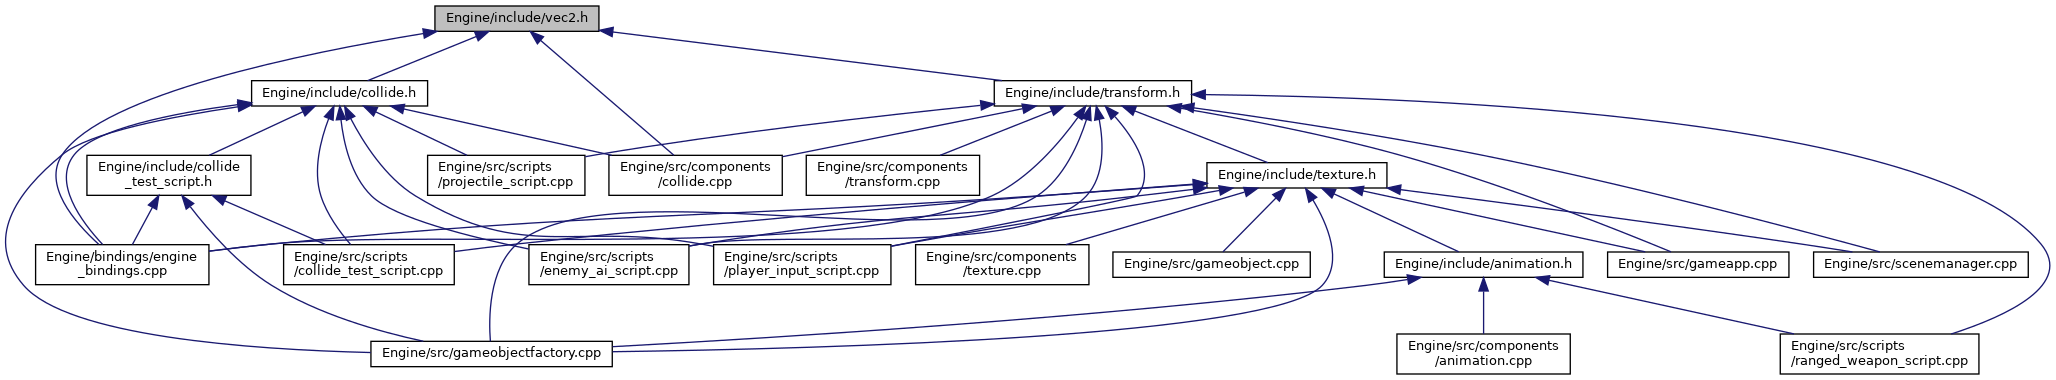 Engine/include/vec2.h
Engine/include/collide.h
Engine/include/transform.h
Engine/include/collide
_test_script.h
Engine/src/scripts
/projectile_script.cpp
Engine/src/components
/collide.cpp
Engine/src/components
/transform.cpp
Engine/include/texture.h
Engine/bindings/engine
_bindings.cpp
Engine/src/scripts
/collide_test_script.cpp
Engine/src/scripts
/enemy_ai_script.cpp
Engine/src/scripts
/player_input_script.cpp
Engine/src/components
/texture.cpp
Engine/src/gameobject.cpp
Engine/include/animation.h
Engine/src/gameapp.cpp
Engine/src/scenemanager.cpp
Engine/src/gameobjectfactory.cpp
Engine/src/components
/animation.cpp
Engine/src/scripts
/ranged_weapon_script.cpp